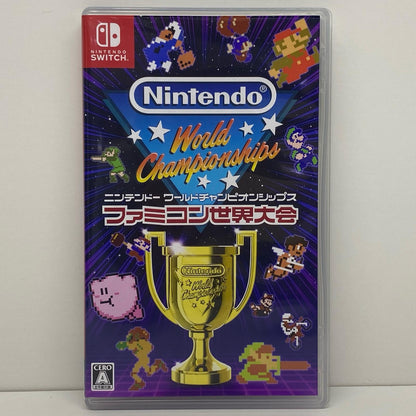 NINTENDO
SWITCH
Nintendo®
World
Championships
ニンテンドー ワールドチャンピオンシップス
ファミコン世界大会
Nintendo
World
Championships
CERO
A